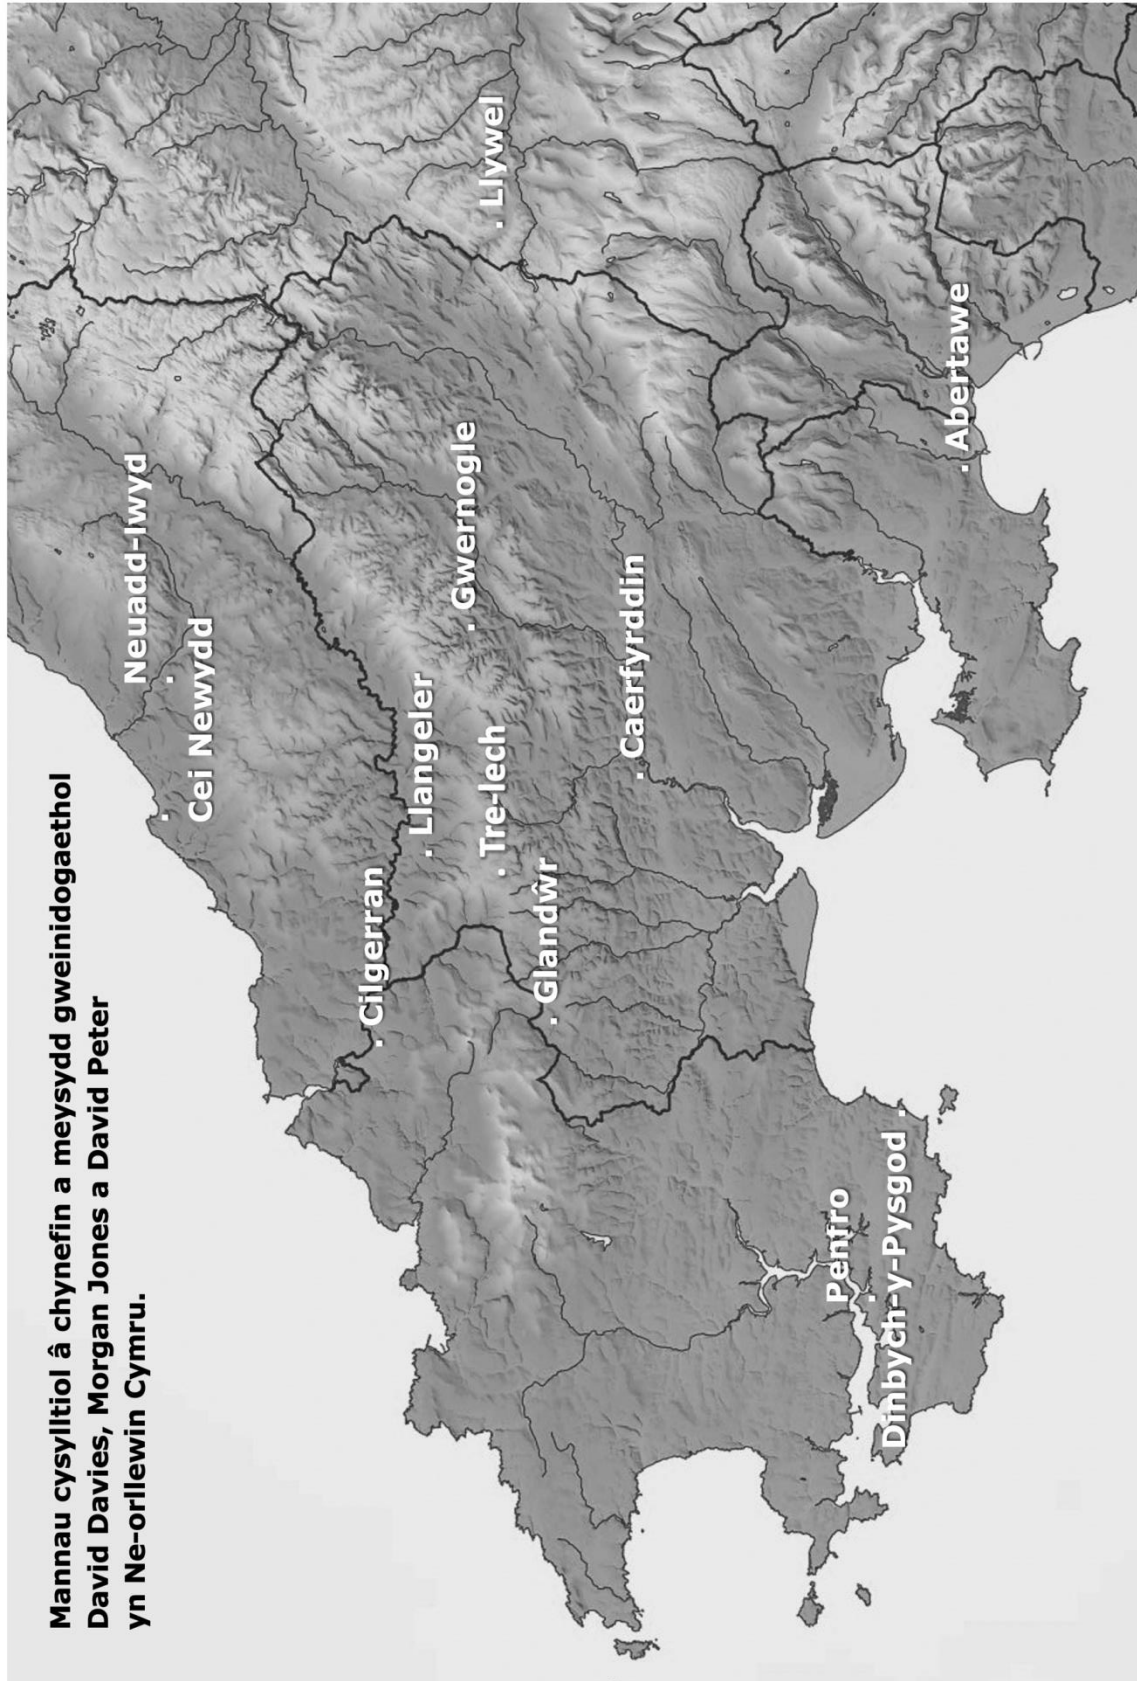 Mannau cysylltiol â chynefin a meysydd gweinidogaethol
David Davies, Morgan Jones a David Peter
yn Ne-orllewin Cymru.
Neuadd-lwyd
Cei Newydd
Cilgerran
Llangeler
Gwernogle
Llywel
Tre-lech
Glandŵr
Caerfyrddin
Penfro
Dinbych-y-Pysgod
Abertawe